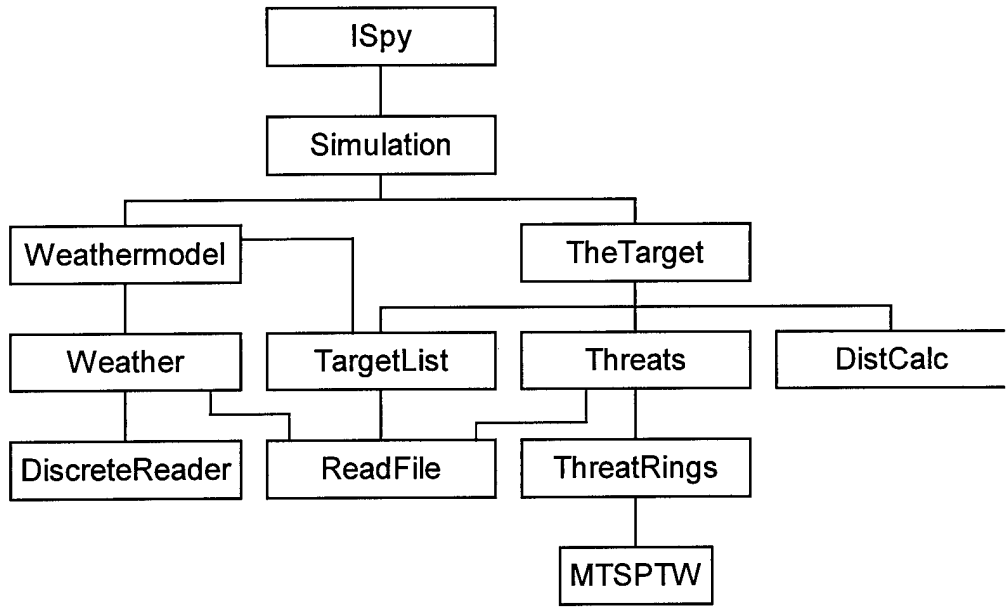 ISpy
Simulation
Weathermodel
TheTarget
Weather
TargetList
Threats
DistCalc
DiscreteReader
ReadFile
ThreatRings
MTSPTW